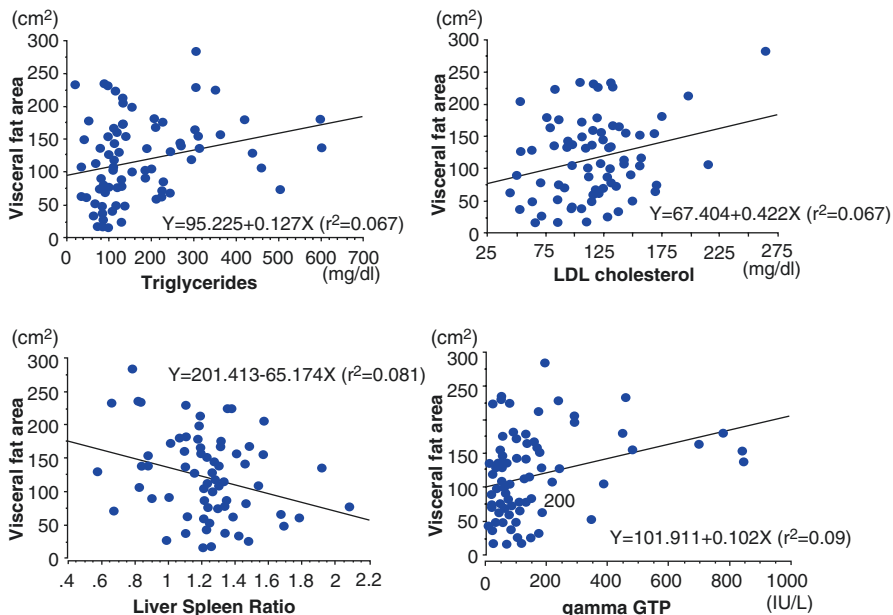 (cm²)
300
250
200
150
100
50
0
Visceral fat area
Y=95.225+0.127X (r²=0.067)
0 100 200 300 400 500 600 700
Triglycerides
(mg/dl)
(cm²)
300
250
200
150
100
50
0
Visceral fat area
Y=67.404+0.422X (r²=0.067)
25 75 125 175 225 275
LDL cholesterol
(mg/dl)
(cm²)
300
250
200
150
100
50
0
Visceral fat area
Y=201.413-65.174X (r²=0.081)
.4 .6 .8 1 1.2 1.4 1.6 1.8 2 2.2
Liver Spleen Ratio
(cm²)
300
250
200
150
100
50
0
Visceral fat area
200
Y=101.911+0.102X (r²=0.09)
0 200 400 600 800 1000
gamma GTP
(IU/L)